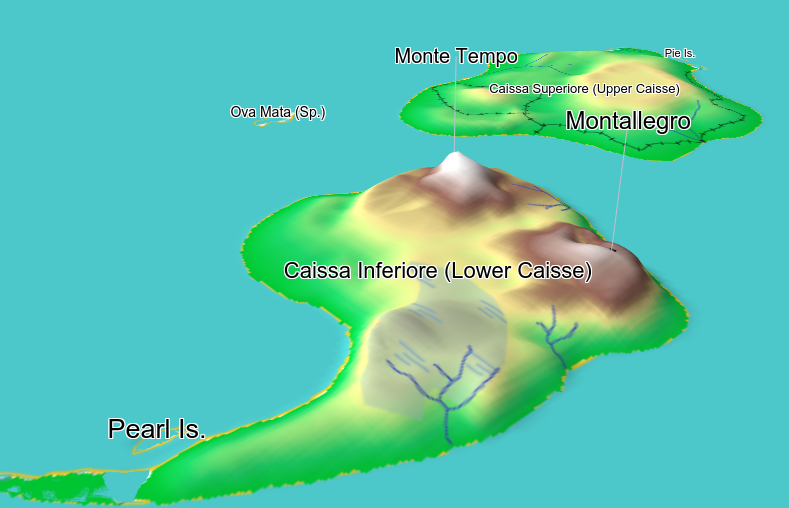 Pie Is.
Monte Tempo
Caissa Superiore (Upper Caisse)
Ova Mata (Sp.)
Montallegro
Caissa Inferiore (Lower Caisse)
Pearl Is.